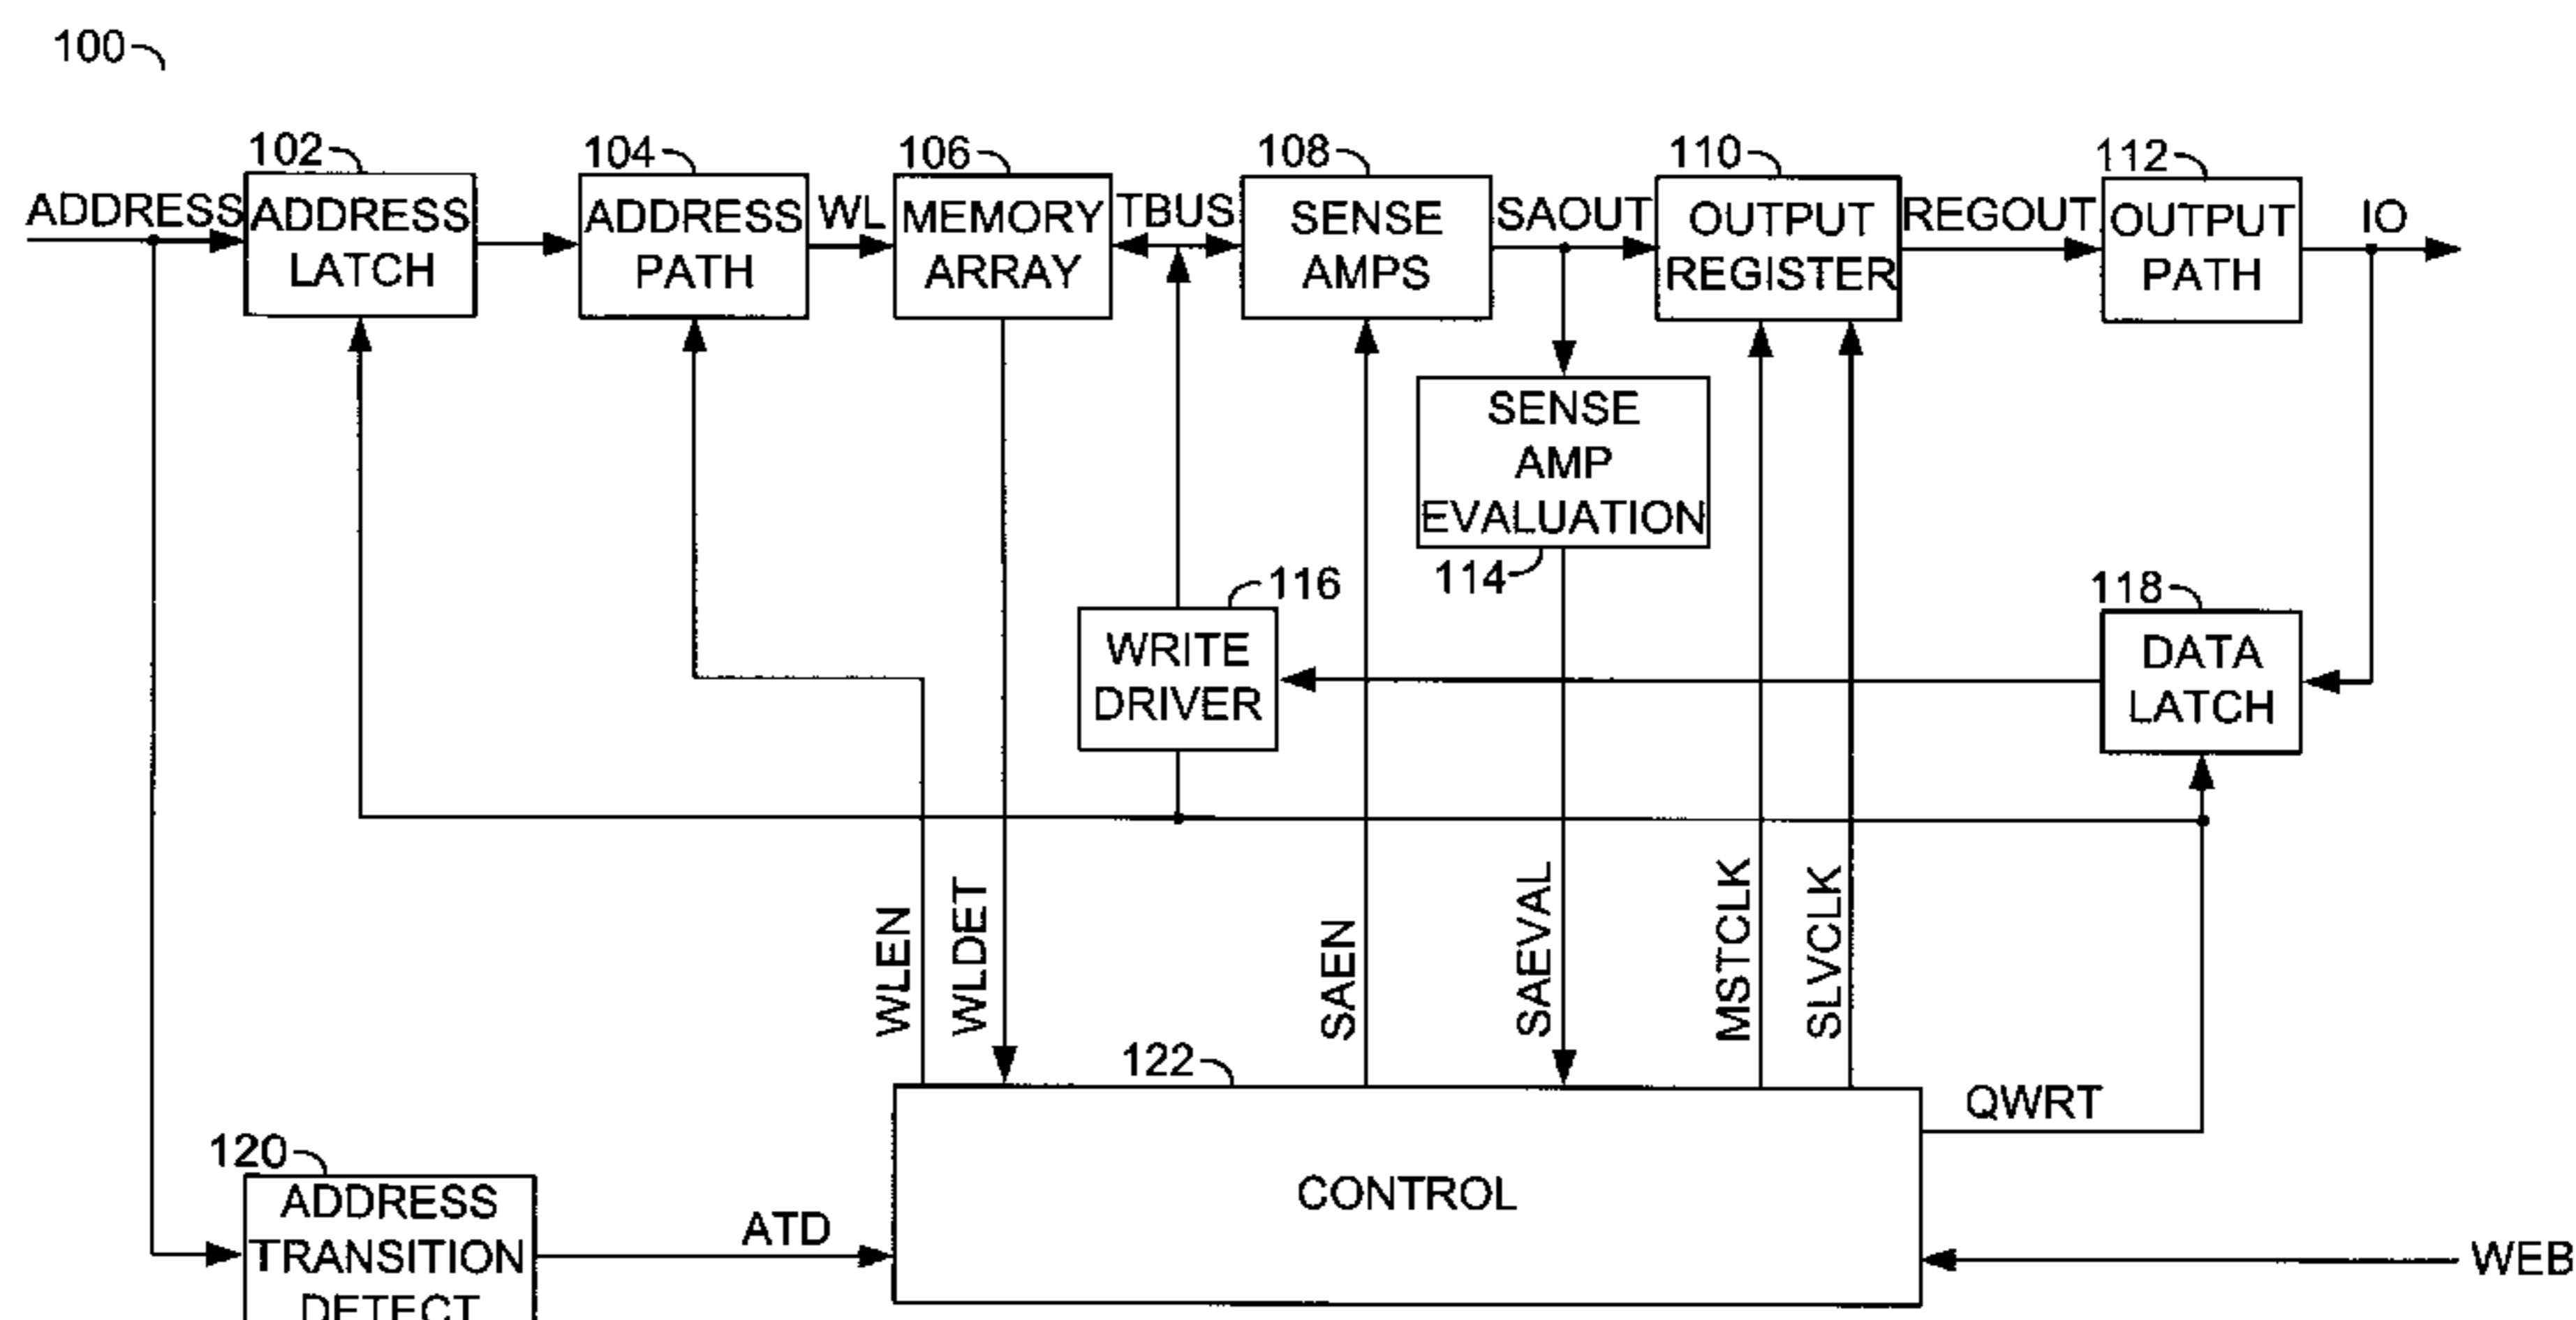 100
102
104
106
108
110
112
ADDRESS
ADDRESS
LATCH
ADDRESS
PATH
WL
MEMORY
ARRAY
TBUS
SENSE
AMPS
SAOUT
OUTPUT
REGISTER
REGOUT
OUTPUT
PATH
IO
SENSE
AMP
EVALUATION
114
116
WRITE
DRIVER
118
DATA
LATCH
WLEN
WLDET
SAEN
SAEVAL
MSTCLK
SLVCLK
122
QWRT
CONTROL
120
ADDRESS
TRANSITION
DETECT
ATD
WEB